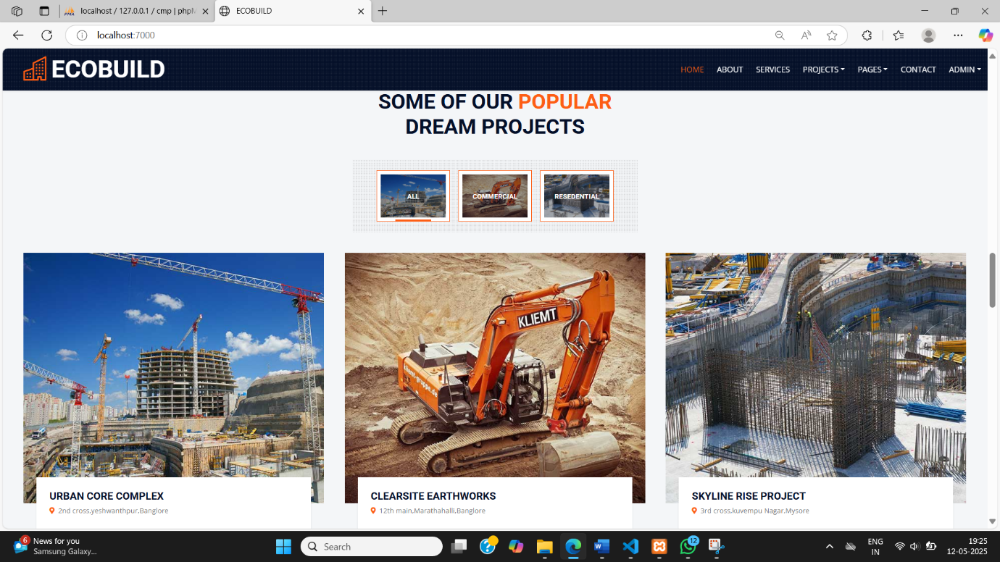 localhost / 127.0.0.1 / cmp | phpM
ECOBUILD
localhost:7000
ECOBUILD
HOME ABOUT SERVICES PROJECTS PAGES CONTACT ADMIN
SOME OF OUR POPULAR
DREAM PROJECTS
ALL COMMERCIAL RESEDENTIAL
KLIEMT
kliemt-gruppe.de
URBAN CORE COMPLEX
2nd cross,yeshwanthpur,Banglore
CLEARSITE EARTHWORKS
12th main,Marathahalli,Banglore
SKYLINE RISE PROJECT
3rd cross,kuvempu Nagar,Mysore
6
News for you
Samsung Galaxy...
Search
12
ENG
IN
19:25
12-05-2025